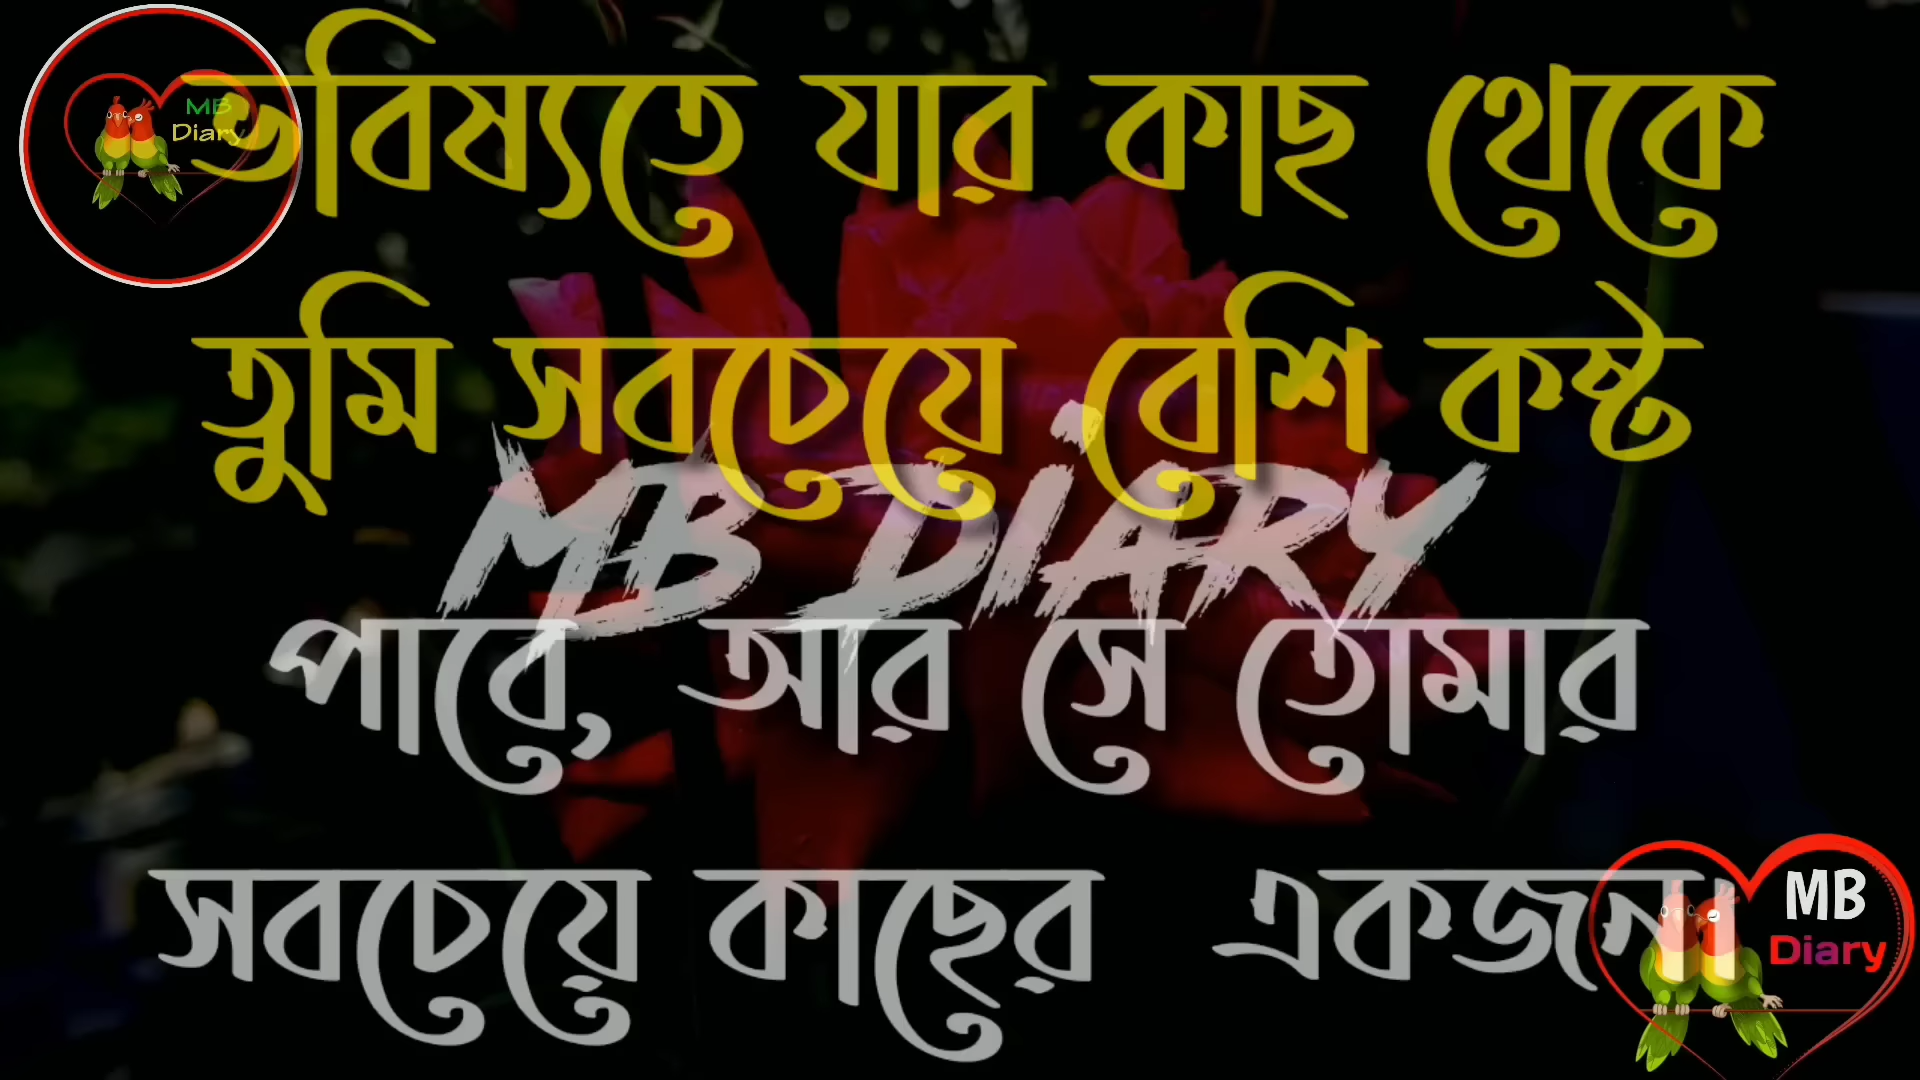 MB
Diary
ভবিষ্যতে যার কাছ থেকে
তুমি সবচেয়ে বেশি কষ্ট
MB DiARY
পাবে, আর সে তোমার
সবচেয়ে কাছের একজন।
MB
Diary